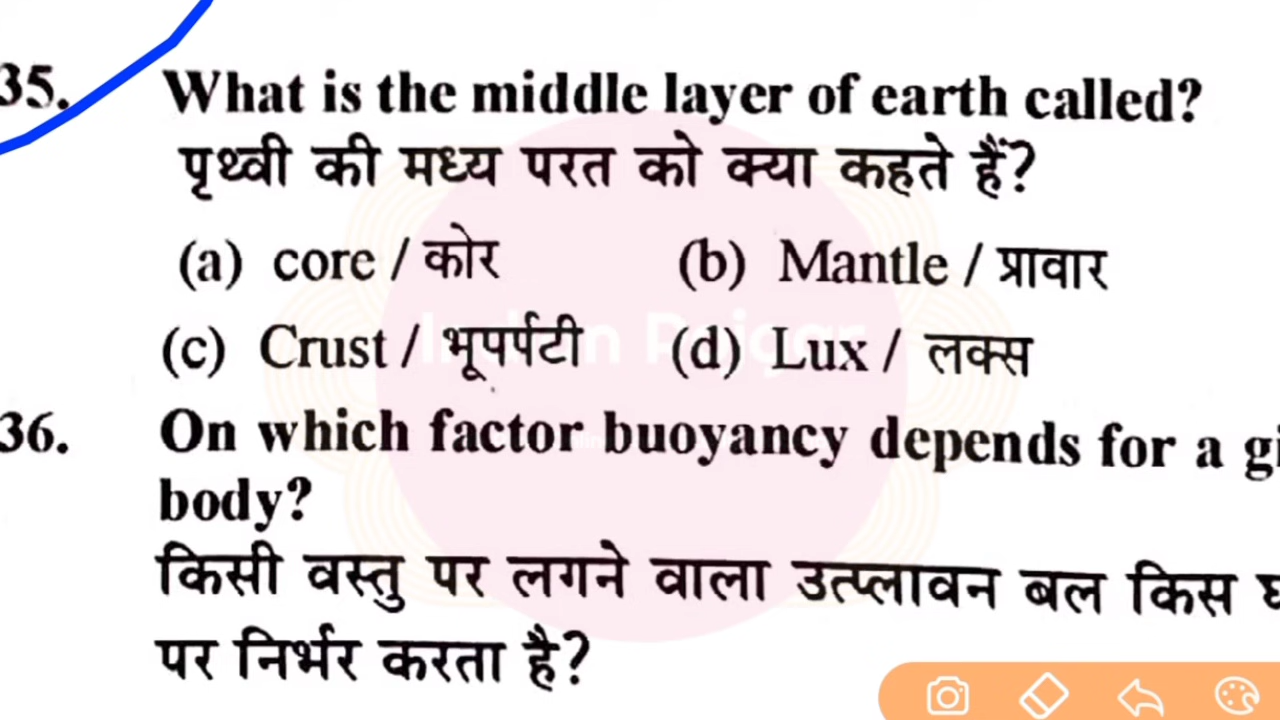 35. What is the middle layer of earth called?
पृथ्वी की मध्य परत को क्या कहते हैं?
(a) core / कोर (b) Mantle / प्रावार
(c) Crust / भूपर्पटी (d) Lux / लक्स
36. On which factor buoyancy depends for a gi
body?
किसी वस्तु पर लगने वाला उत्प्लावन बल किस घ
पर निर्भर करता है?